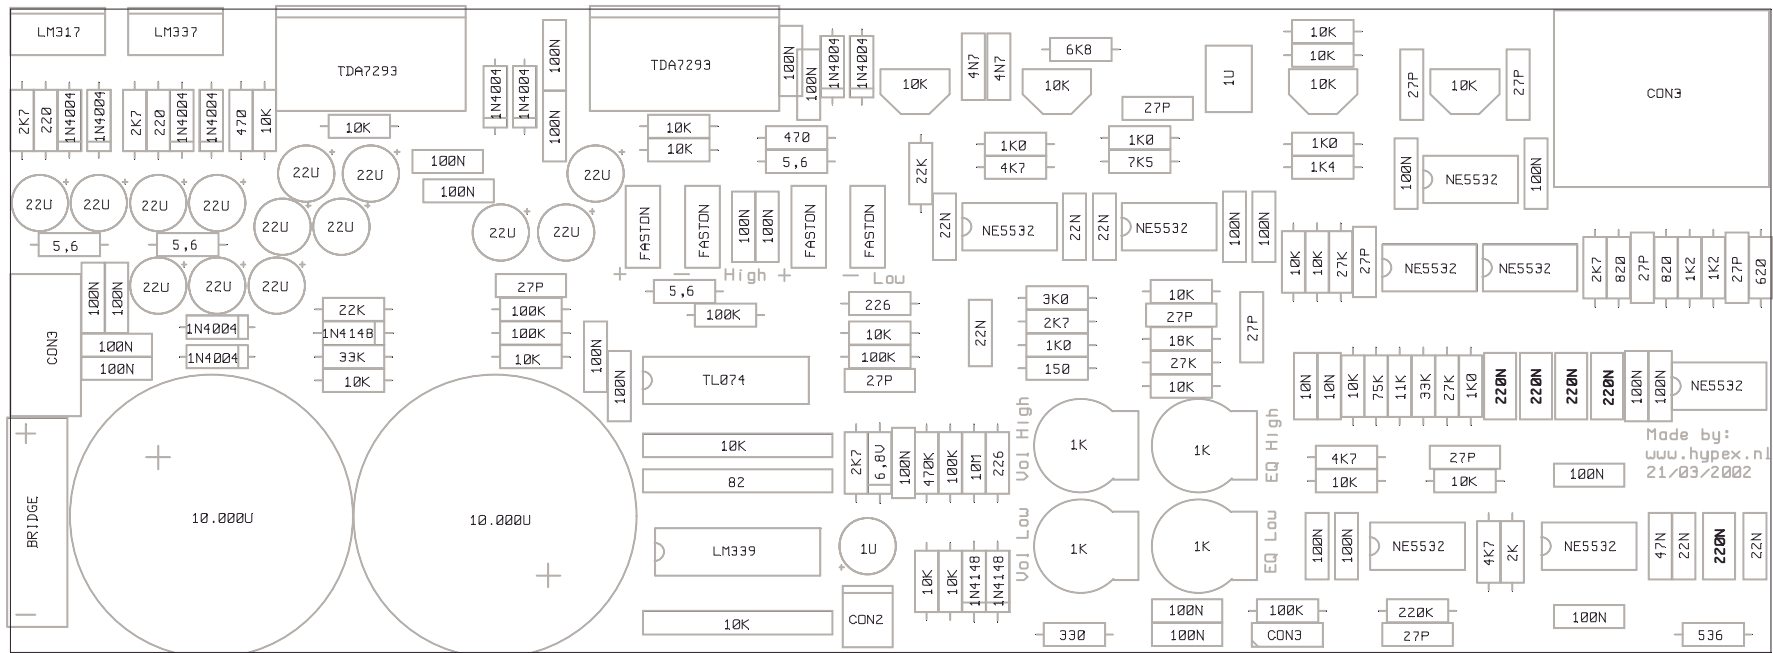 LM317
LM337
TDA7293
100N
TDA7293
100N
100N
1N4004
1N4004
1N4004
1N4004
100N
10K
4N7
4N7
6K8
10K
1U
10K
10K
10K
27P
10K
27P
CON3
2K7
220
1N4004
1N4004
2K7
220
1N4004
1N4004
470
10K
10K
10K
10K
470
5,6
27P
1K0
4K7
1K0
7K5
1K0
1K4
100N
NE5532
100N
22U
22U
100N
100N
22U
22K
22U
22U
22U
22U
22U
22U
22U
22U
FASTON
FASTON
100N
100N
FASTON
FASTON
22N
NE5532
22N
22N
NE5532
100N
100N
5,6
5,6
+ - High + - Low
10K
10K
27K
27P
NE5532
NE5532
2K7
820
27P
820
1K2
1K2
27P
620
22U
22U
22U
100N
100N
27P
100K
100K
10K
5,6
100K
226
10K
100K
27P
22N
3K0
2K7
1K0
150
10K
27P
18K
27K
10K
27P
CON3
100N
100N
1N4004
1N4004
22K
1N4148
33K
10K
100N
100N
TL074
10N
10N
10K
75K
11K
33K
27K
1K0
220N
220N
220N
220N
100N
100N
NE5532
BRIDGE
+
-
+
10.000U
10.000U
+
10K
82
2K7
6,8V
100N
470K
100K
10M
226
Vol High
1K
1K
EQ High
4K7
10K
27P
10K
100N
Made by:
www.hypex.nl
21/03/2002
LM339
1U
Vol Low
1K
1K
EQ Low
100N
100N
NE5532
4K7
2K
NE5532
47N
22N
220N
22N
10K
10K
1N4148
1N4148
10K
CON2
330
100N
100N
100K
CON3
220K
27P
100N
536